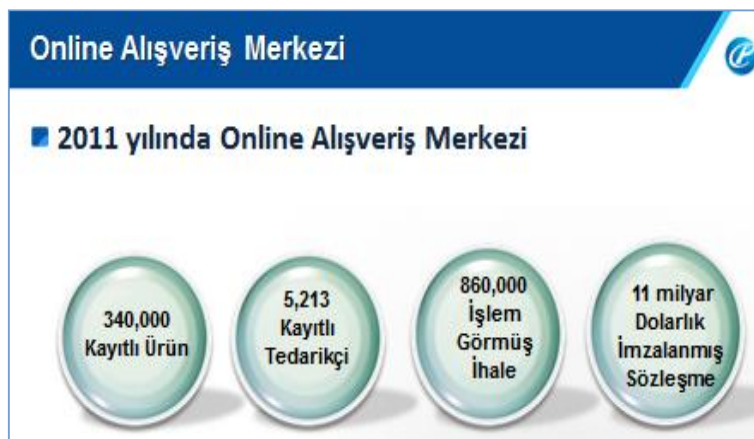 Online Alışveriş Merkezi
2011 yılında Online Alışveriş Merkezi
340,000
Kayıtlı Ürün
5,213
Kayıtlı
Tedarikçi
860,000
İşlem
Görmüş
İhale
11 milyar
Dolarlık
İmzalanmış
Sözleşme